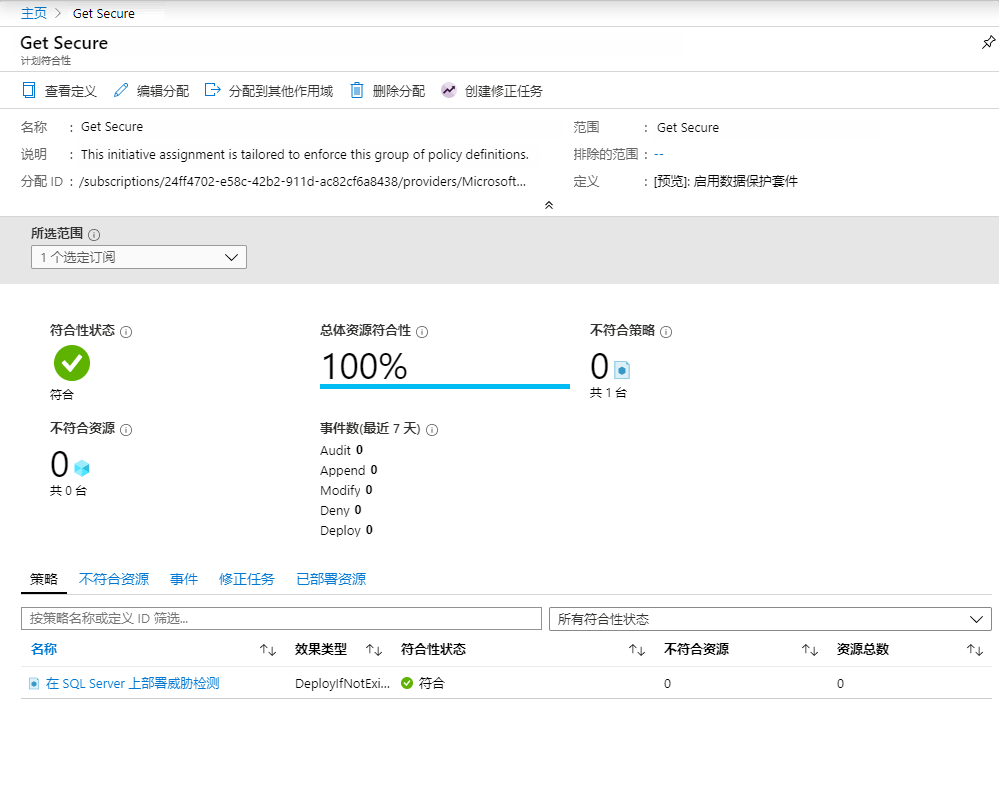 主页 > Get Secure
Get Secure
计划符合性
查看定义 编辑分配 分配到其他作用域 删除分配 创建修正任务
名称 : Get Secure
范围 : Get Secure
说明 : This initiative assignment is tailored to enforce this group of policy definitions.
排除的范围 : --
分配 ID : /subscriptions/24ff4702-e58c-42b2-911d-ac82cf6a8438/providers/Microsoft...
定义 : [预览]: 启用数据保护套件
所选范围
1 个选定订阅
符合性状态 总体资源符合性 不符合策略
100% 0
符合 共 1 台
不符合资源
0
共 0 台
事件数(最近 7 天)
Audit 0
Append 0
Modify 0
Deny 0
Deploy 0
策略 不符合资源 事件 修正任务 已部署资源
按策略名称或定义 ID 筛选... 所有符合性状态
名称 效果类型 符合性状态 不符合资源 资源总数
在 SQL Server 上部署威胁检测 DeployIfNotExi... 符合 0 0